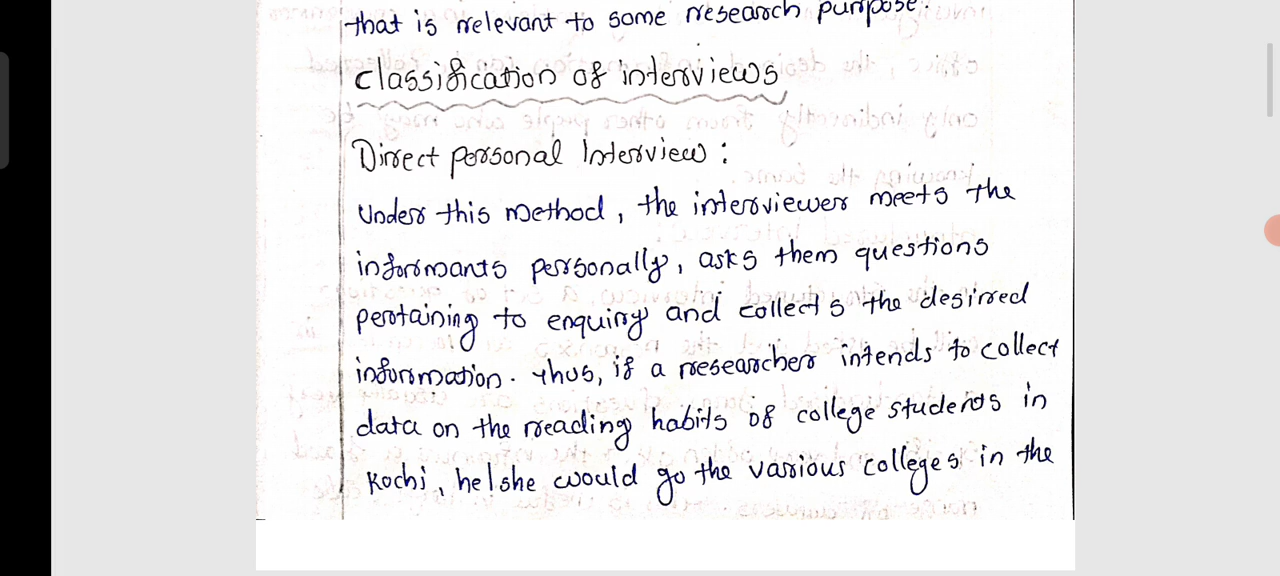 that is relevant to some research purpose.
classification of interviews
Direct personal Interview :
Under this method, the interviewer meets the
informants personally, asks them questions
pertaining to enquiry and collects the desired
information. Thus, if a researcher intends to collect
data on the reading habits of college students in
Kochi, he/she would go the various colleges in the